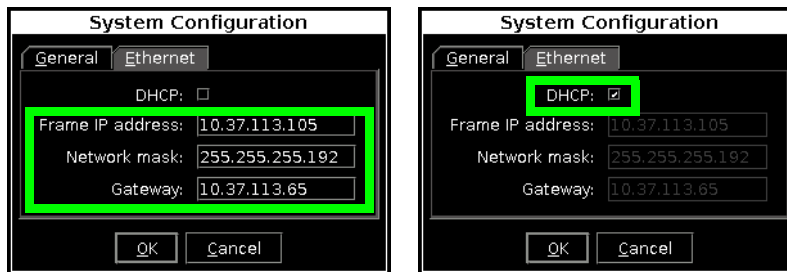 System Configuration
General Ethernet
DHCP:
Frame IP address: 10.37.113.105
Network mask: 255.255.255.192
Gateway: 10.37.113.65
OK Cancel
System Configuration
General Ethernet
DHCP:
Frame IP address: 10.37.113.105
Network mask: 255.255.255.192
Gateway: 10.37.113.65
OK Cancel